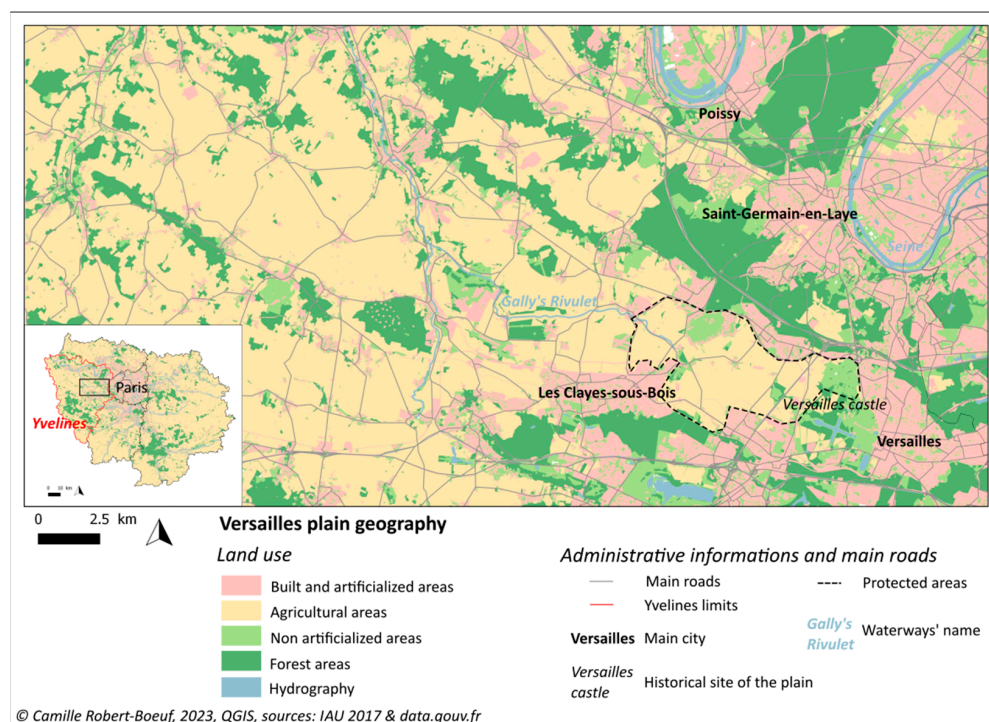 Poissy
Saint-Germain-en-Laye
Seine
Gally's Rivulet
Les Clayes-sous-Bois
Versailles castle
Versailles
Paris
Yvelines
0 10 km
0 2.5 km
Versailles plain geography
Land use
Built and artificialized areas
Agricultural areas
Non artificialized areas
Forest areas
Hydrography
Administrative informations and main roads
Main roads
Yvelines limits
Versailles Main city
Versailles
castle
Historical site of the plain
Protected areas
Gally's
Rivulet
Waterways' name
© Camille Robert-Boeuf, 2023, QGIS, sources: IAU 2017 & data.gouv.fr